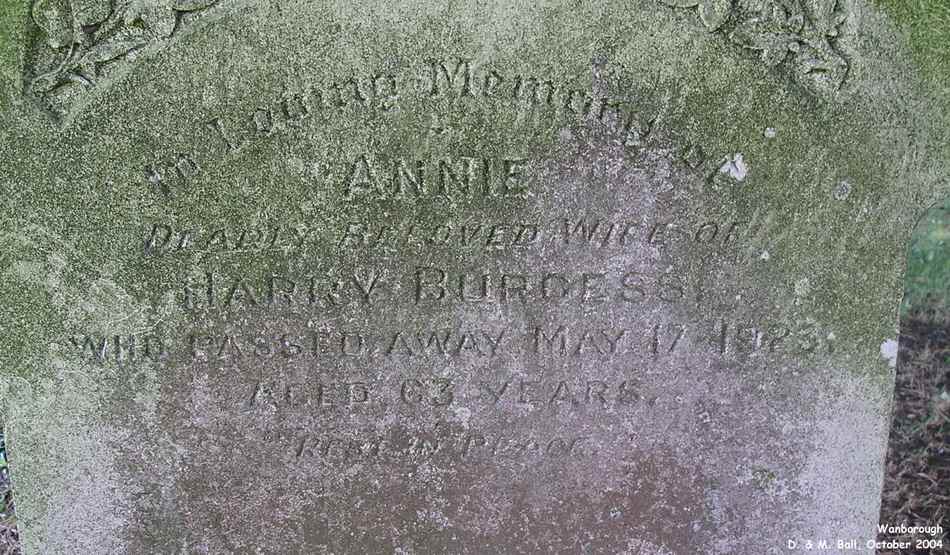 In Loving Memory of
ANNIE
DEARLY BELOVED WIFE OF
HARRY BURGESS,
WHO PASSED AWAY MAY 17 1923,
AGED 63 YEARS.
"REST IN PEACE."
Wanborough
D. & M. Ball, October 2004